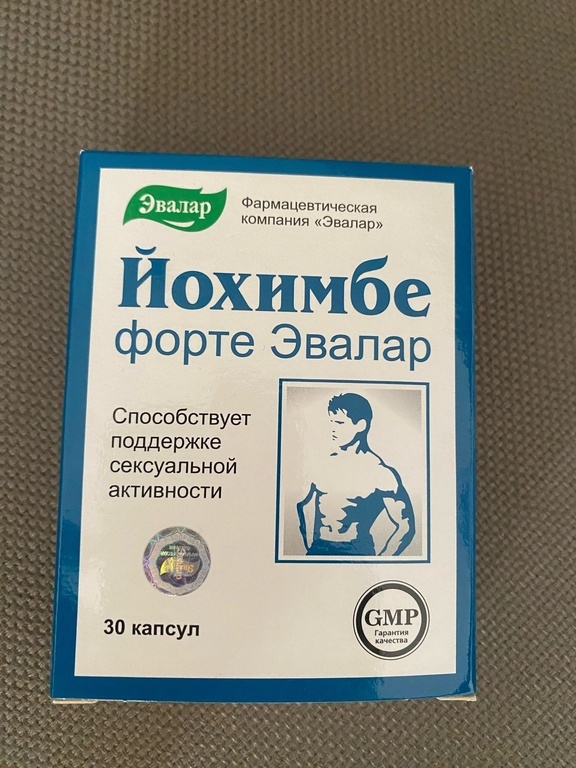 Эвалар
Фармацевтическая
компания «Эвалар»
Йохимбе
форте Эвалар
Способствует
поддержке
сексуальной
активности
30 капсул
GMP
Гарантия
качества